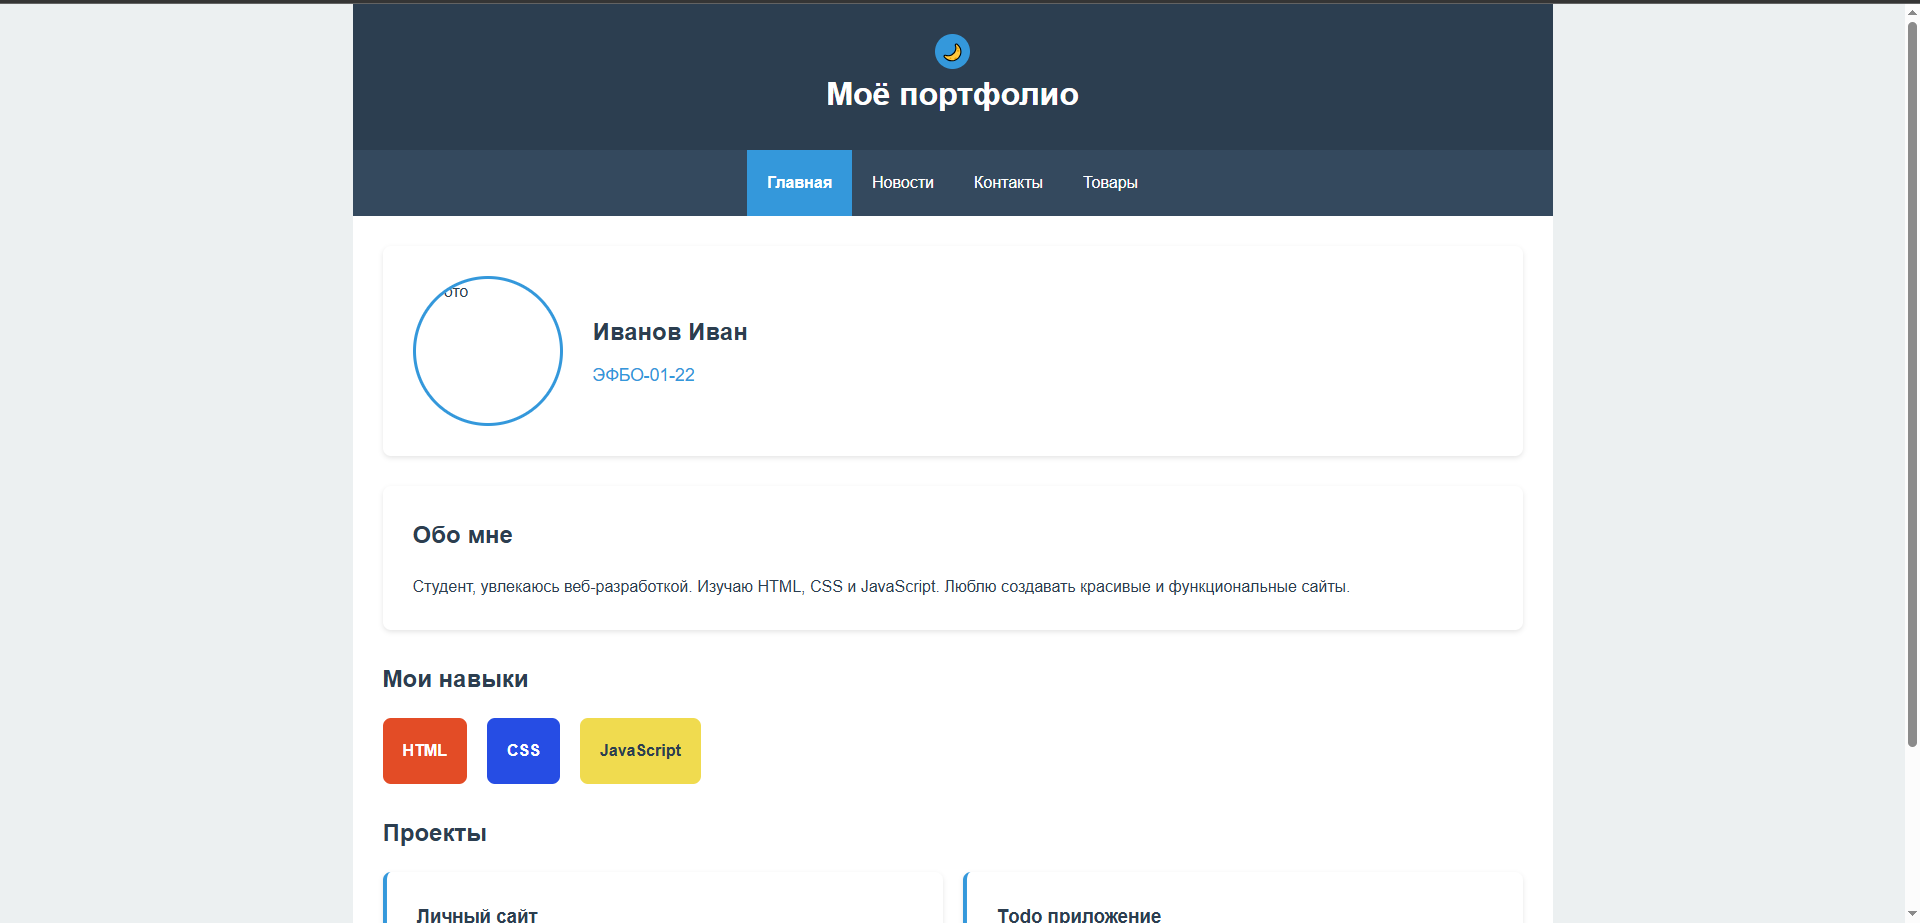 Моё портфолио
Главная Новости Контакты Товары
ото
Иванов Иван
ЭФБО-01-22
Обо мне
Студент, увлекаюсь веб-разработкой. Изучаю HTML, CSS и JavaScript. Люблю создавать красивые и функциональные сайты.
Мои навыки
HTML CSS JavaScript
Проекты
Личный сайт Todo приложение